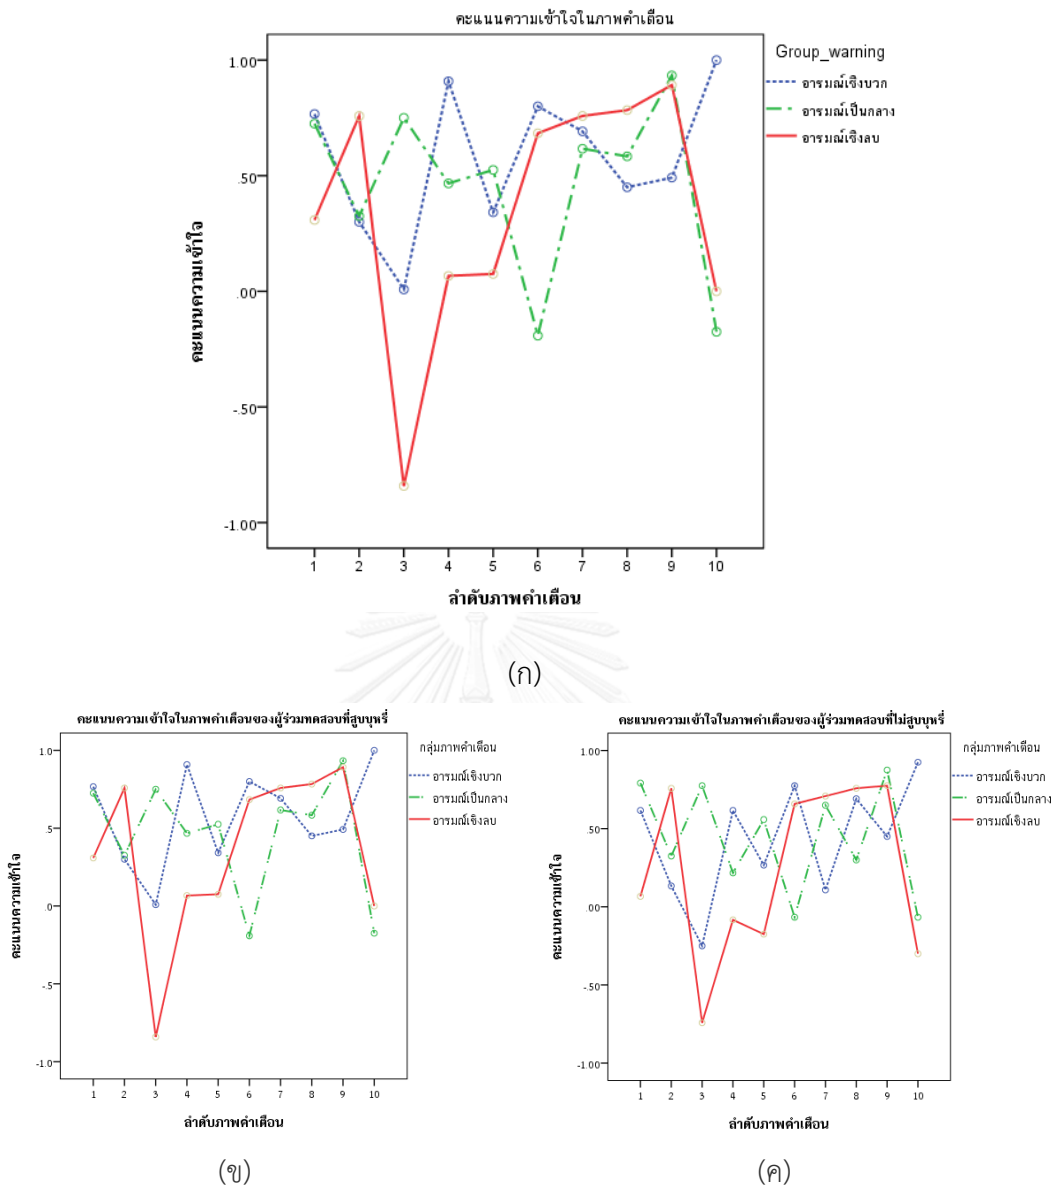 คะแนนความเข้าใจในภาพคำเตือน
Group_warning
อารมณ์เชิงบวก
อารมณ์เป็นกลาง
อารมณ์เชิงลบ
คะแนนความเข้าใจ
1.00
.50
.00
-.50
-1.00
1 2 3 4 5 6 7 8 9 10
ลำดับภาพคำเตือน
(ก)
คะแนนความเข้าใจในภาพคำเตือนของผู้ร่วมทดสอบที่สูบบุหรี่
กลุ่มภาพคำเตือน
อารมณ์เชิงบวก
อารมณ์เป็นกลาง
อารมณ์เชิงลบ
คะแนนความเข้าใจ
1.0
.5
.0
-.5
-1.0
1 2 3 4 5 6 7 8 9 10
ลำดับภาพคำเตือน
(ข)
คะแนนความเข้าใจในภาพคำเตือนของผู้ร่วมทดสอบที่ไม่สูบบุหรี่
กลุ่มภาพคำเตือน
อารมณ์เชิงบวก
อารมณ์เป็นกลาง
อารมณ์เชิงลบ
คะแนนความเข้าใจ
1.00
.50
.00
-.50
-1.00
1 2 3 4 5 6 7 8 9 10
ลำดับภาพคำเตือน
(ค)